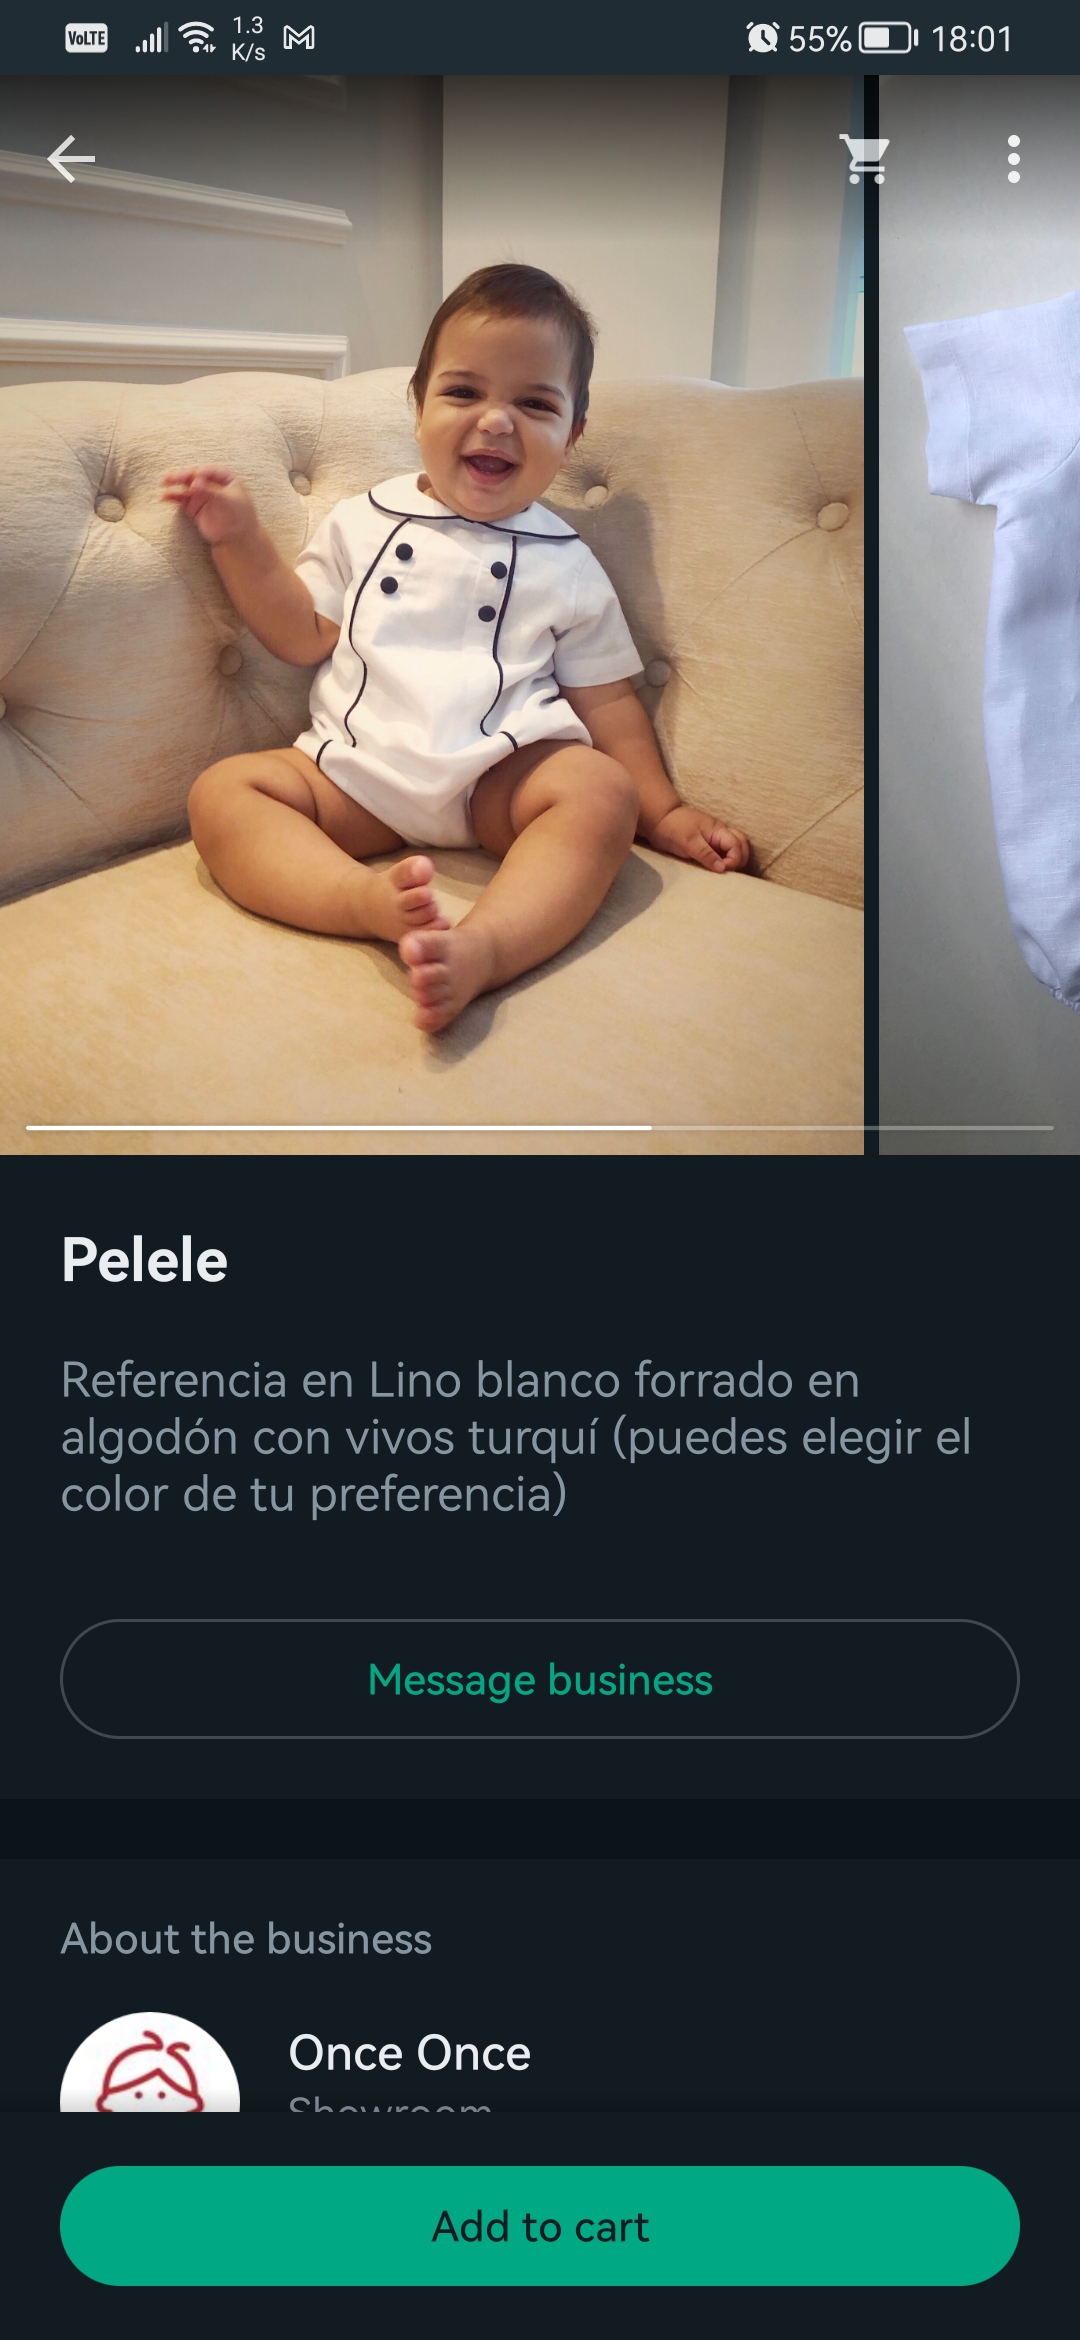 VoLTE 1.3 K/s 55% 18:01
Pelele
Referencia en Lino blanco forrado en
algodón con vivos turquí (puedes elegir el
color de tu preferencia)
Message business
About the business
Once Once
Showroom
Add to cart